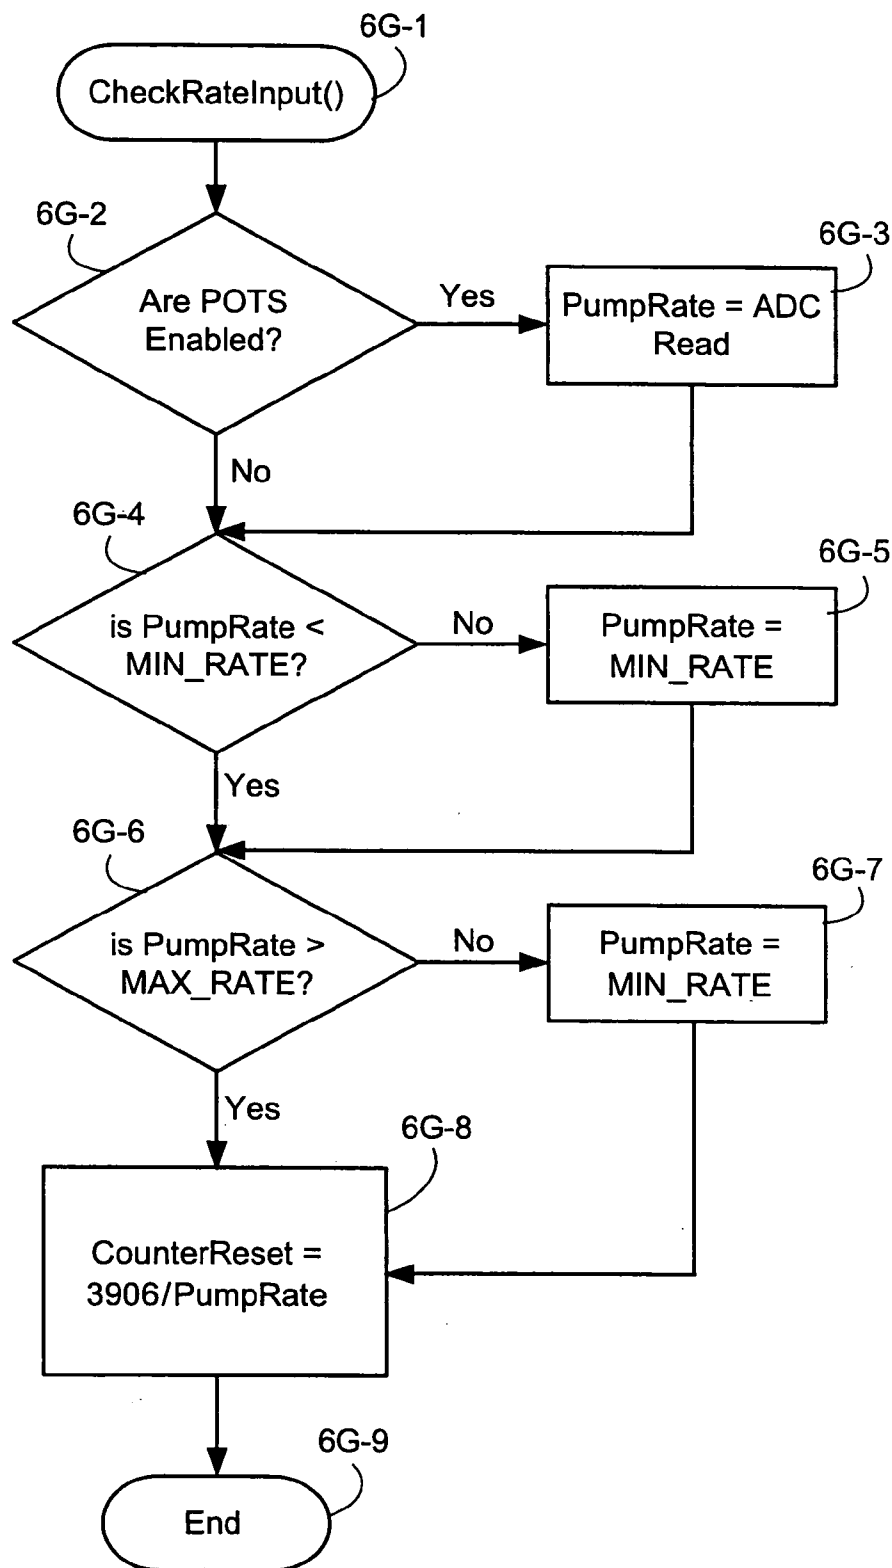 6G-1
CheckRateInput()
6G-2
Are POTS
Enabled?
Yes
6G-3
PumpRate = ADC
Read
No
6G-4
is PumpRate <
MIN_RATE?
No
6G-5
PumpRate =
MIN_RATE
Yes
6G-6
is PumpRate >
MAX_RATE?
No
6G-7
PumpRate =
MIN_RATE
Yes
6G-8
CounterReset =
3906/PumpRate
6G-9
End